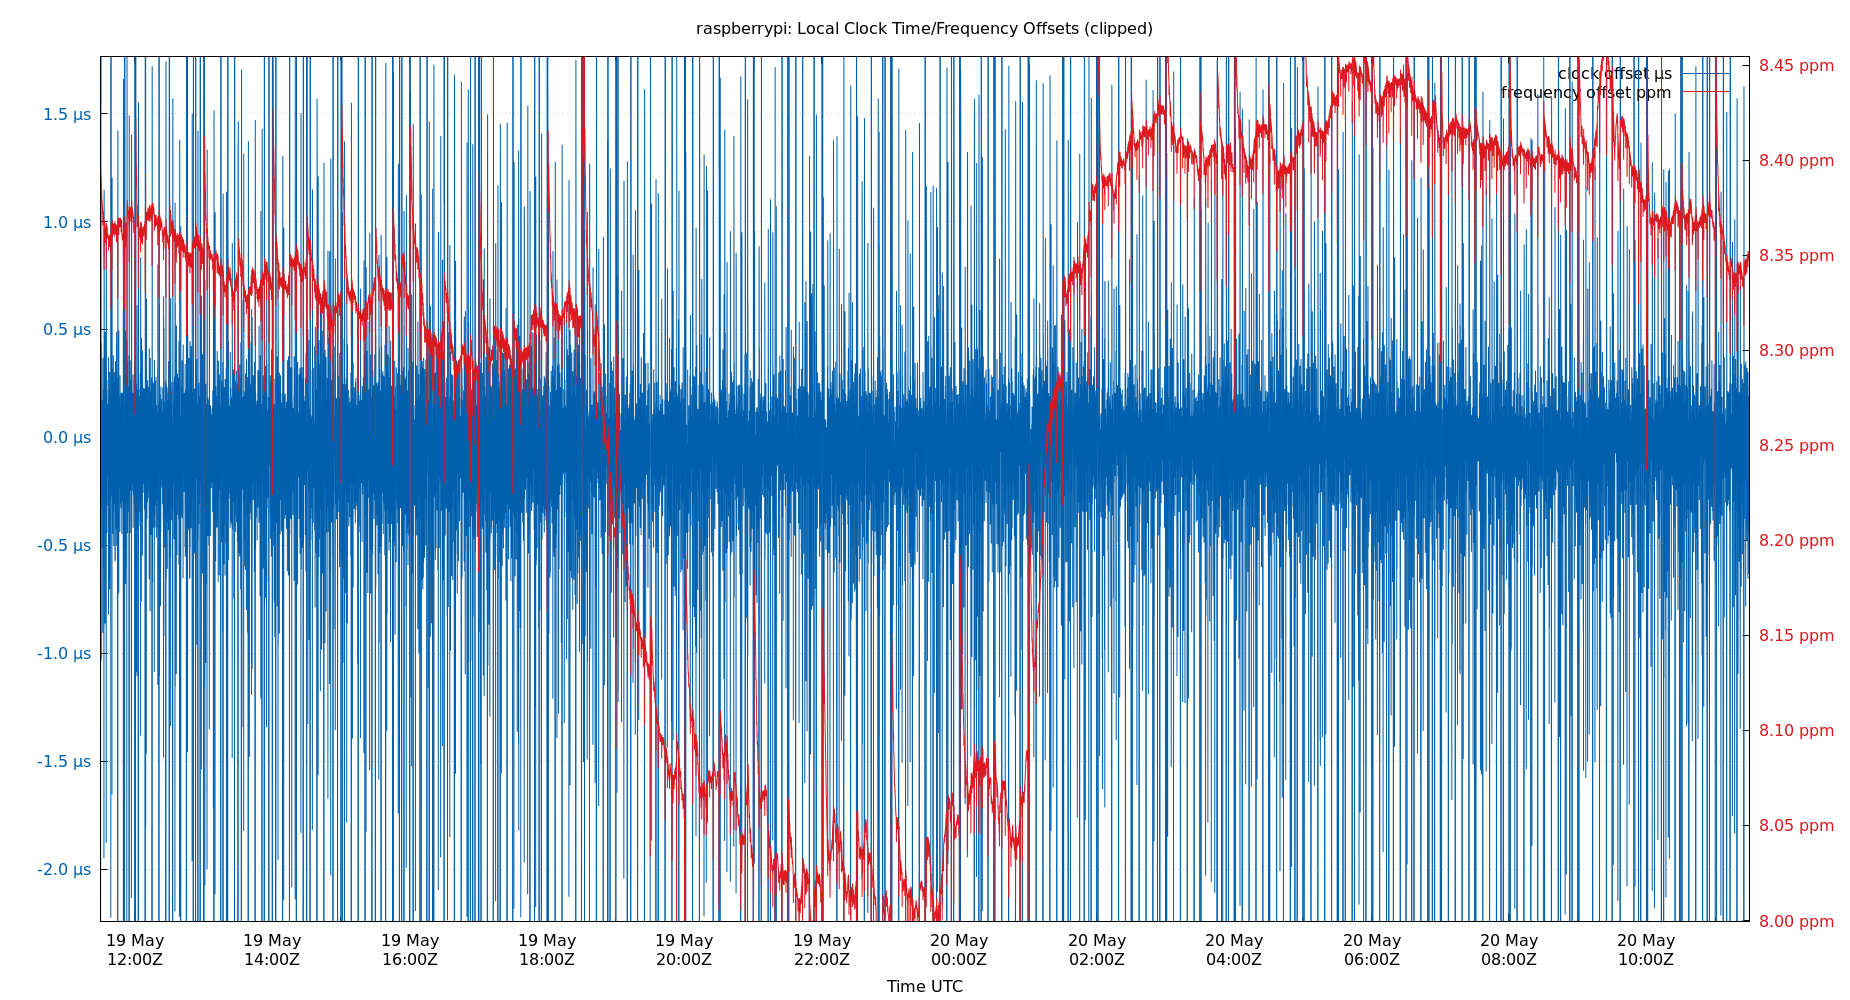 raspberrypi: Local Clock Time/Frequency Offsets (clipped)
clock offset µs
frequency offset ppm
1.5 µs
1.0 µs
0.5 µs
0.0 µs
-0.5 µs
-1.0 µs
-1.5 µs
-2.0 µs
8.45 ppm
8.40 ppm
8.35 ppm
8.30 ppm
8.25 ppm
8.20 ppm
8.15 ppm
8.10 ppm
8.05 ppm
8.00 ppm
19 May
12:00Z
19 May
14:00Z
19 May
16:00Z
19 May
18:00Z
19 May
20:00Z
19 May
22:00Z
20 May
00:00Z
20 May
02:00Z
20 May
04:00Z
20 May
06:00Z
20 May
08:00Z
20 May
10:00Z
Time UTC